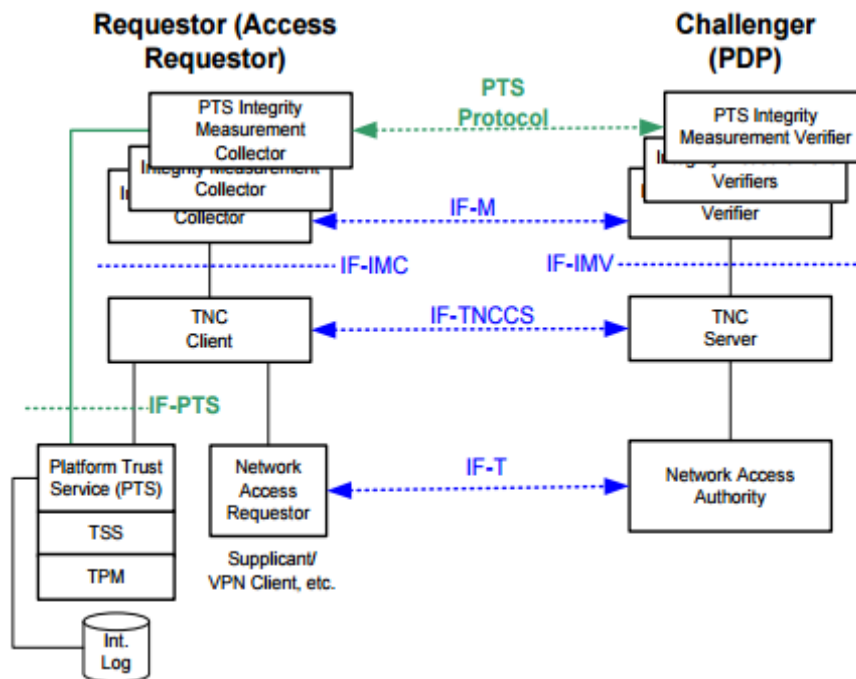 Requestor (Access
Requestor)
Challenger
(PDP)
PTS
Protocol
PTS Integrity
Measurement
Collector
PTS Integrity
Measurement Verifier
Integrity Measurement
Collector
Verifiers
Collector
IF-M
Verifier
IF-IMC
IF-IMV
TNC
Client
IF-TNCCS
TNC
Server
IF-PTS
Platform Trust
Service (PTS)
TSS
TPM
Network
Access
Requestor
IF-T
Network Access
Authority
Supplicant/
VPN Client, etc.
Int.
Log